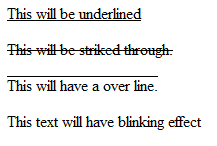 This will be underlined
This will be striked through.
This will have a over line.
This text will have blinking effect